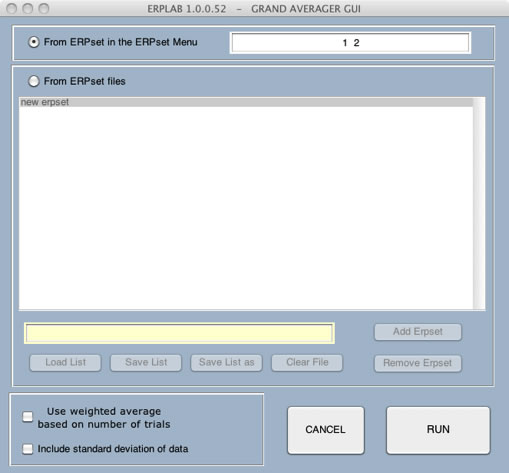 ERPLAB 1.0.0.52 - GRAND AVERAGER GUI
From ERPset in the ERPset Menu
1 2
From ERPset files
new erpset
Add Erpset
Load List
Save List
Save List as
Clear File
Remove Erpset
Use weighted average
based on number of trials
Include standard deviation of data
CANCEL
RUN